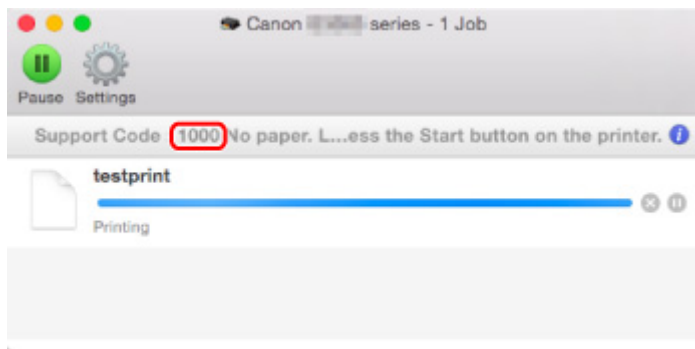 Canon series - 1 Job
Pause Settings
Support Code 1000 No paper. L...ess the Start button on the printer.
testprint
Printing